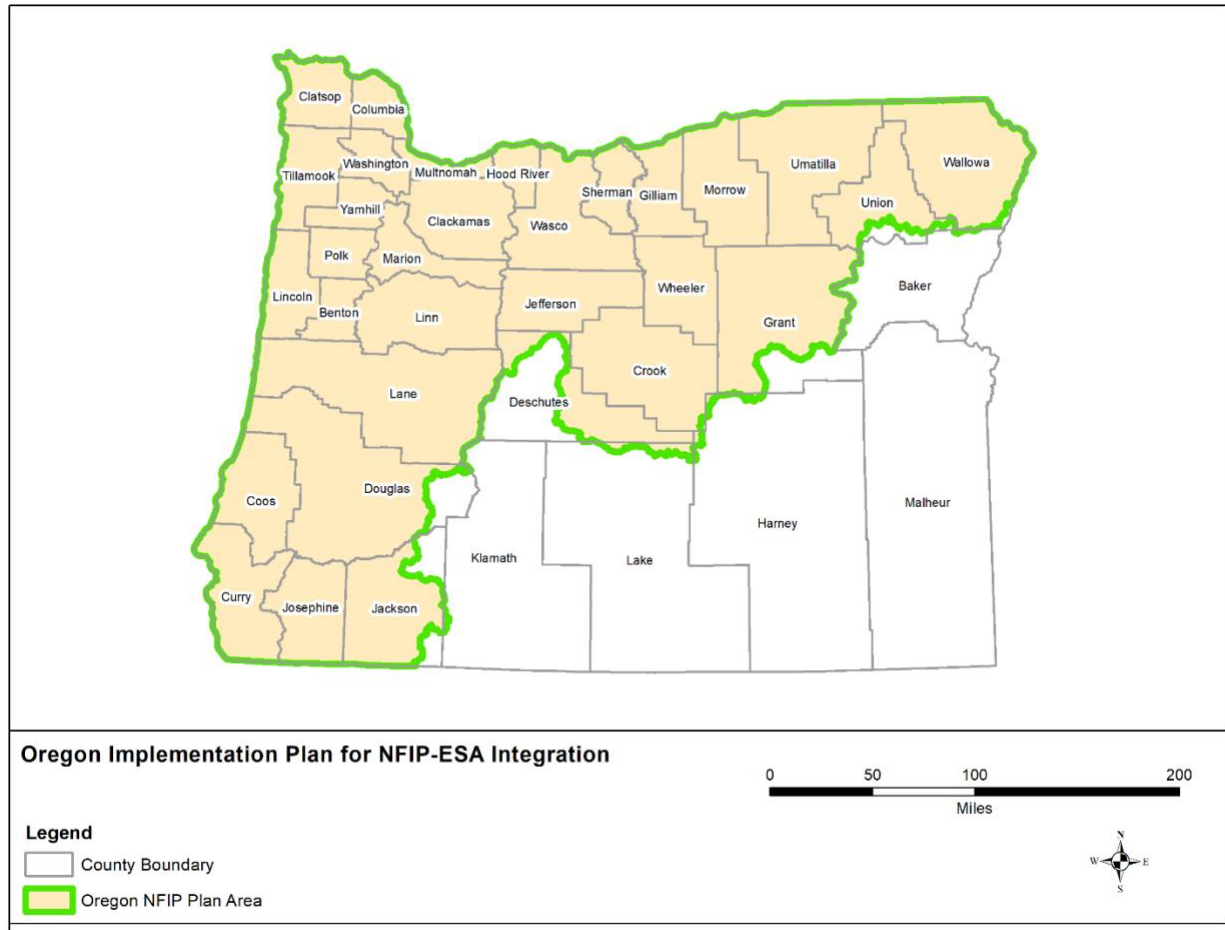 Clatsop
Columbia
Tillamook
Washington
Multnomah
Hood River
Sherman
Gilliam
Morrow
Umatilla
Wallowa
Union
Yamhill
Clackamas
Wasco
Polk
Marion
Wheeler
Baker
Lincoln
Benton
Linn
Jefferson
Grant
Crook
Lane
Deschutes
Coos
Douglas
Malheur
Harney
Klamath
Lake
Curry
Josephine
Jackson
Oregon Implementation Plan for NFIP-ESA Integration
0 50 100 200
Miles
Legend
County Boundary
Oregon NFIP Plan Area
N
W E
S